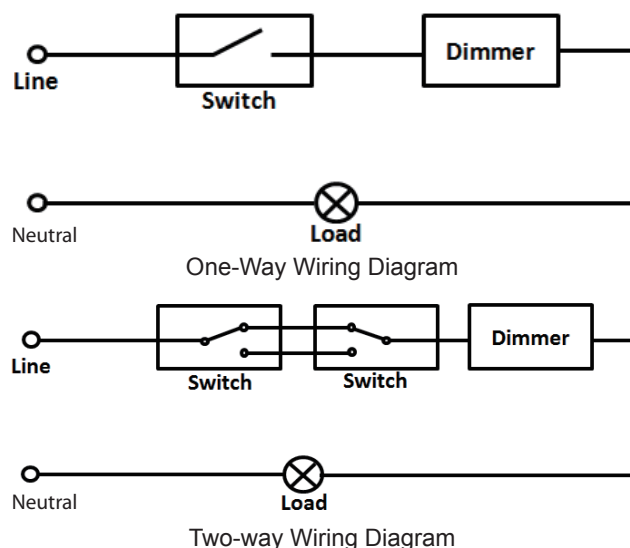 Dimmer
Line
Switch
Neutral
Load
One-Way Wiring Diagram
Dimmer
Line
Switch Switch
Neutral
Load
Two-way Wiring Diagram